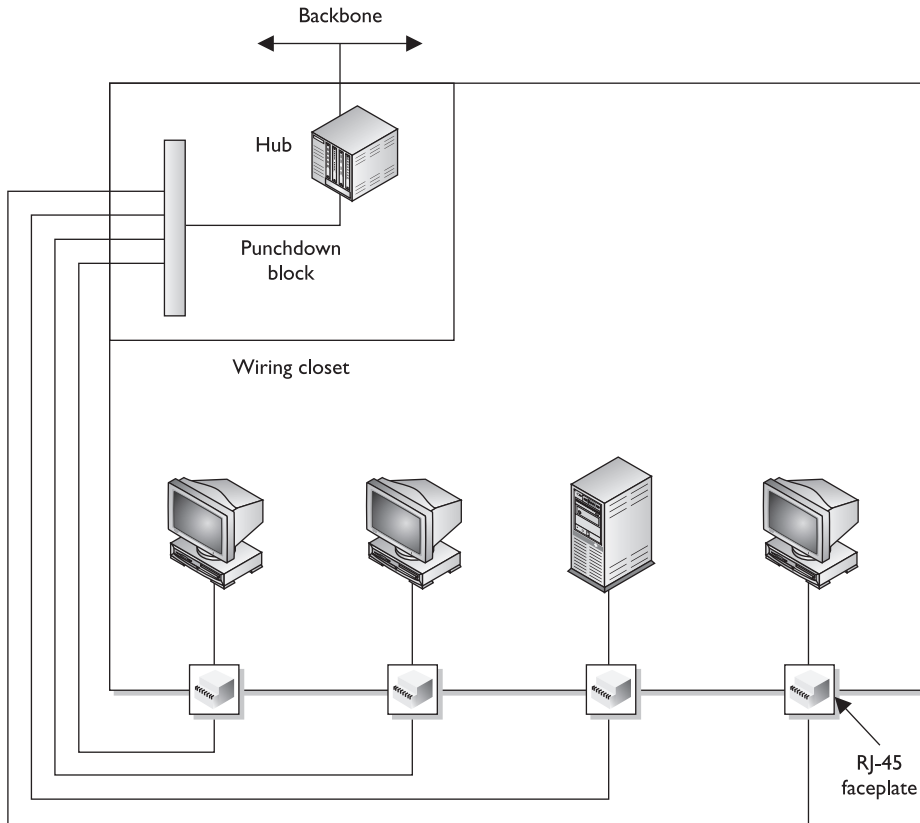 Backbone
Hub
Punchdown
block
Wiring closet
RJ-45
faceplate